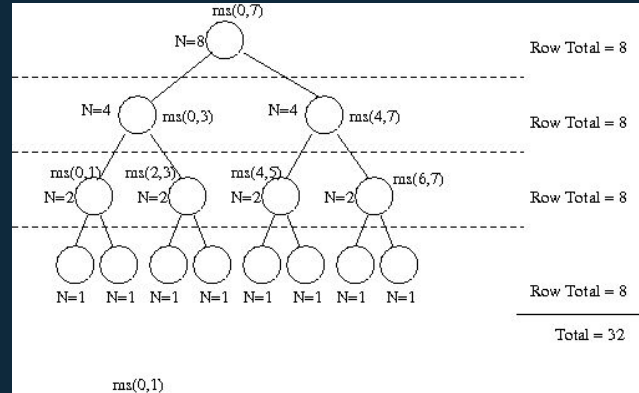 ms(0,7)
N=8
Row Total = 8
N=4
ms(0,3)
N=4
ms(4,7)
Row Total = 8
ms(0,1)
ms(2,3)
ms(4,5)
ms(6,7)
N=2
N=2
N=2
N=2
Row Total = 8
N=1 N=1 N=1 N=1 N=1 N=1 N=1 N=1
Row Total = 8
Total = 32
ms(0,1)